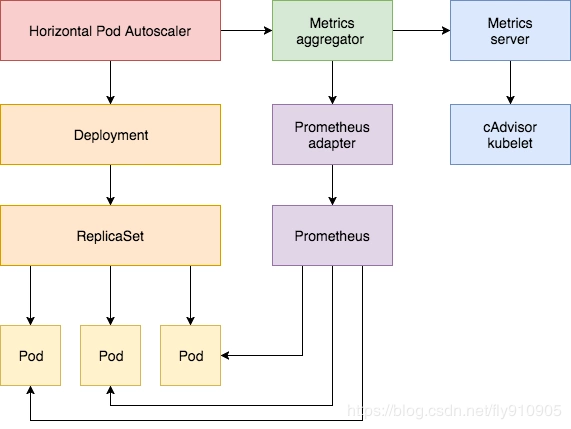 Horizontal Pod Autoscaler
Metrics
aggregator
Metrics
server
Deployment
Prometheus
adapter
cAdvisor
kubelet
ReplicaSet
Prometheus
Pod
Pod
Pod
https://blog.csdn.net/fly910905